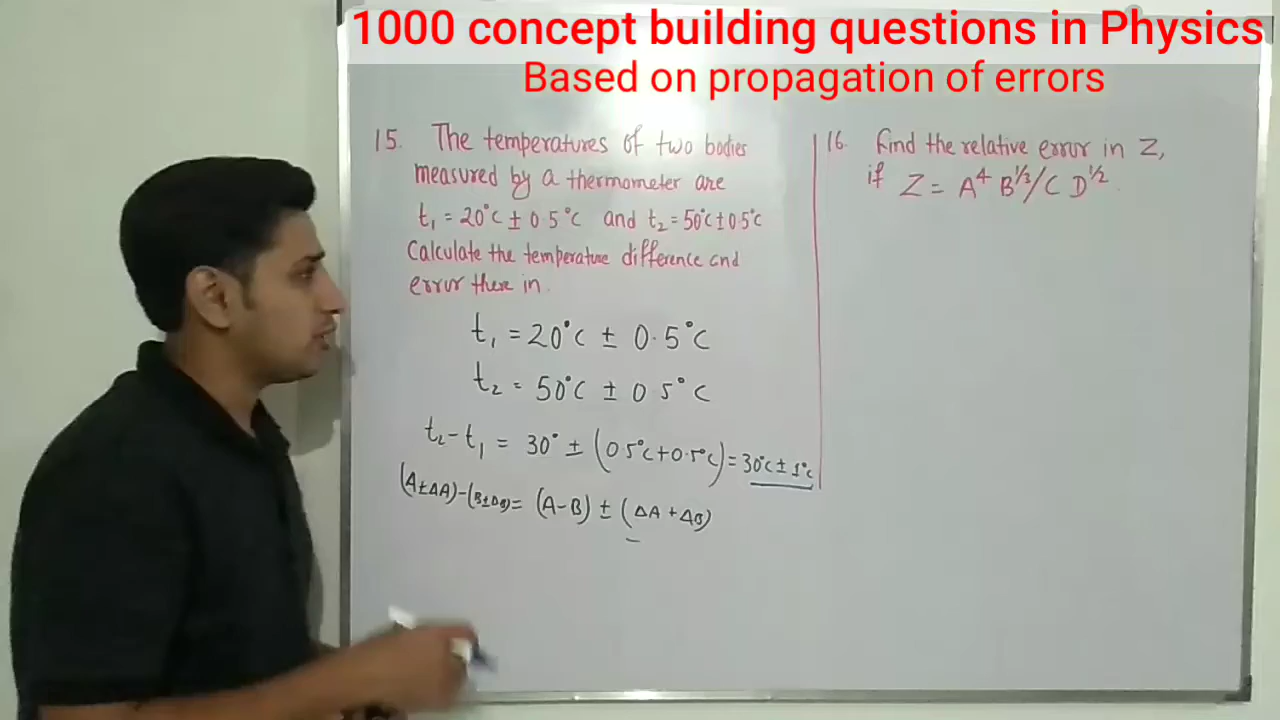 1000 concept building questions in Physics
Based on propagation of errors
15. The temperatures of two bodies
measured by a thermometer are
t₁ = 20°C ± 0.5°C and t₂ = 50°C ± 0.5°C
Calculate the temperature difference and
error there in.
t₁ = 20°C ± 0.5°C
t₂ = 50°C ± 0 5°C
t₂ - t₁ = 30° ± (0 5°C + 0.5°C) = 30°C ± 1°C
(A ± ΔA) - (B ± ΔB) = (A - B) ± (ΔA + ΔB)
16. Find the relative error in Z,
if Z = A⁴ B^1/3 / C D^1/2